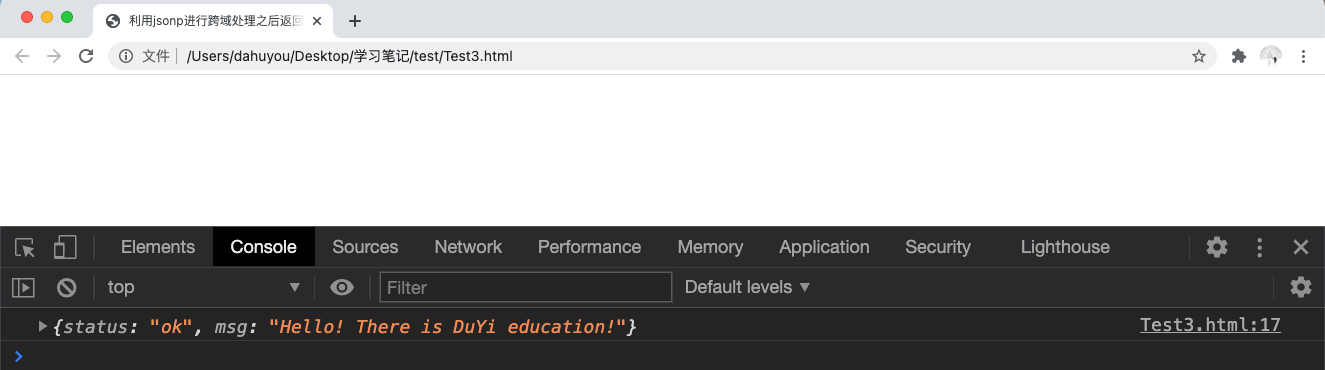 利用jsonp进行跨域处理之后返回
文件 | /Users/dahuyou/Desktop/学习笔记/test/Test3.html
Elements Console Sources Network Performance Memory Application Security Lighthouse
top Filter Default levels
{status: "ok", msg: "Hello! There is DuYi education!"} Test3.html:17